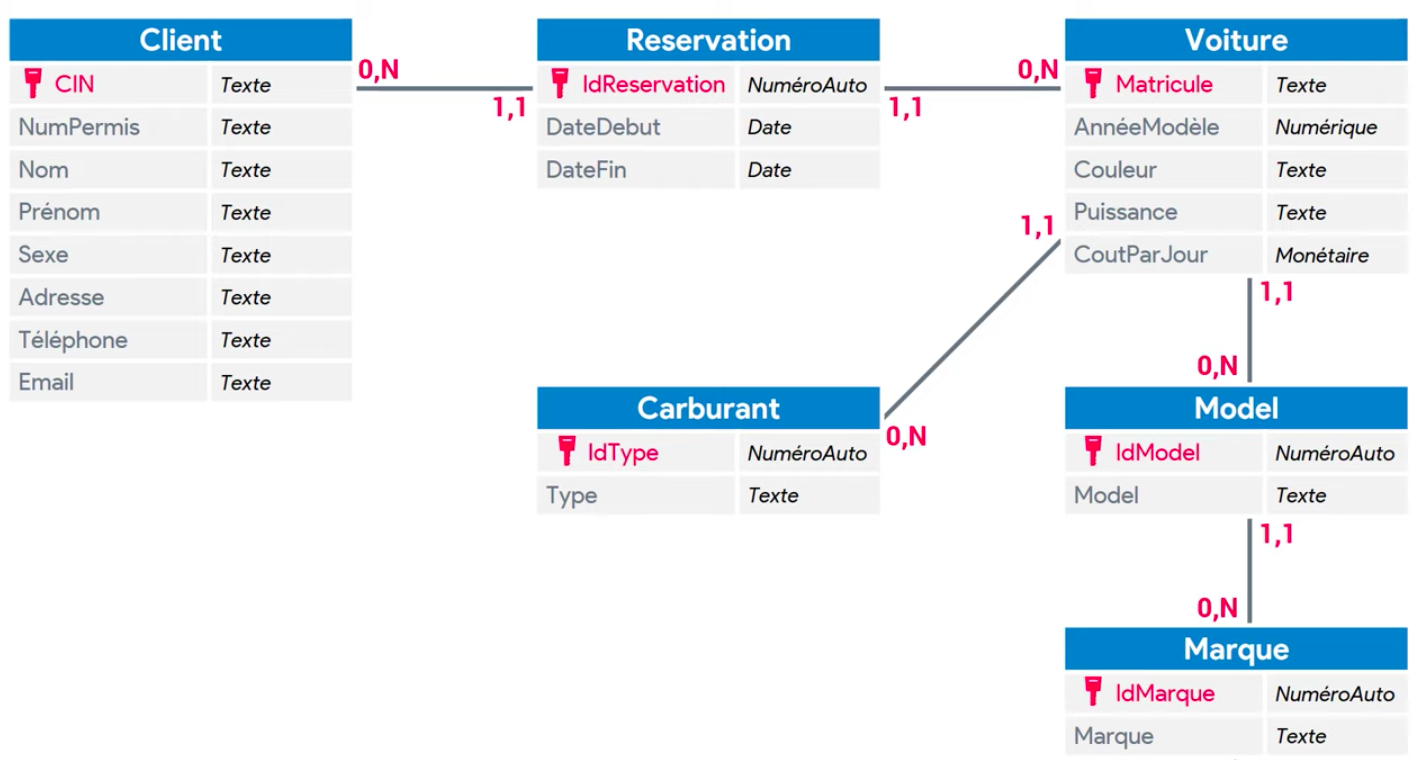 Client
CIN Texte
NumPermis Texte
Nom Texte
Prénom Texte
Sexe Texte
Adresse Texte
Téléphone Texte
Email Texte
0,N
1,1
Reservation
IdReservation NuméroAuto
DateDebut Date
DateFin Date
1,1
0,N
Voiture
Matricule Texte
AnnéeModèle Numérique
Couleur Texte
Puissance Texte
CoutParJour Monétaire
1,1
0,N
Carburant
IdType NuméroAuto
Type Texte
1,1
0,N
Model
IdModel NuméroAuto
Model Texte
1,1
0,N
Marque
IdMarque NuméroAuto
Marque Texte